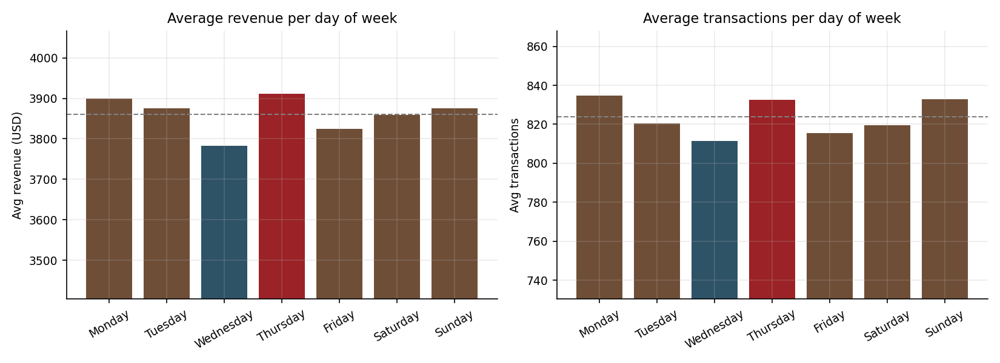 Average revenue per day of week
Avg revenue (USD)
4000
3900
3800
3700
3600
3500
Monday
Tuesday
Wednesday
Thursday
Friday
Saturday
Sunday
Average transactions per day of week
Avg transactions
860
840
820
800
780
760
740
Monday
Tuesday
Wednesday
Thursday
Friday
Saturday
Sunday